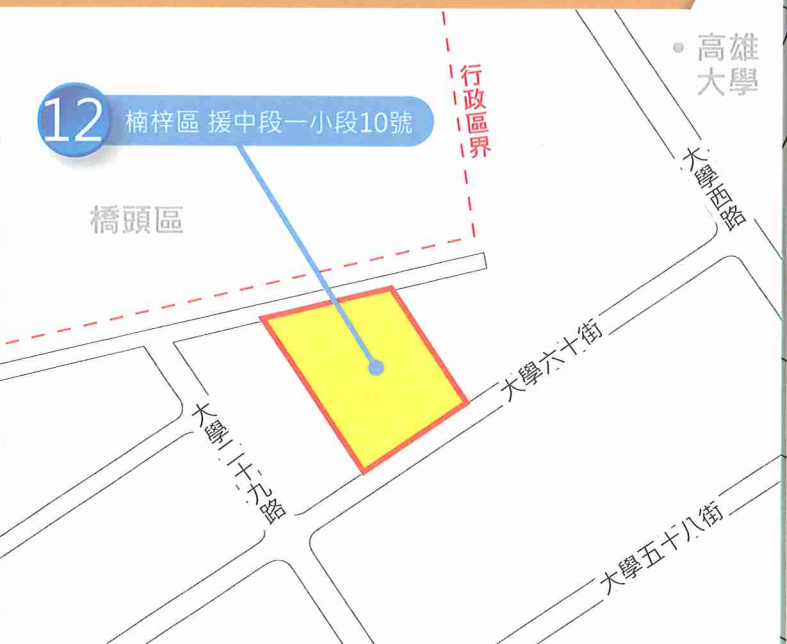 高雄
大學
行政區界
12 楠梓區 援中段一小段10號
大學西路
橋頭區
大學六十街
大學二十九路
大學五十八街